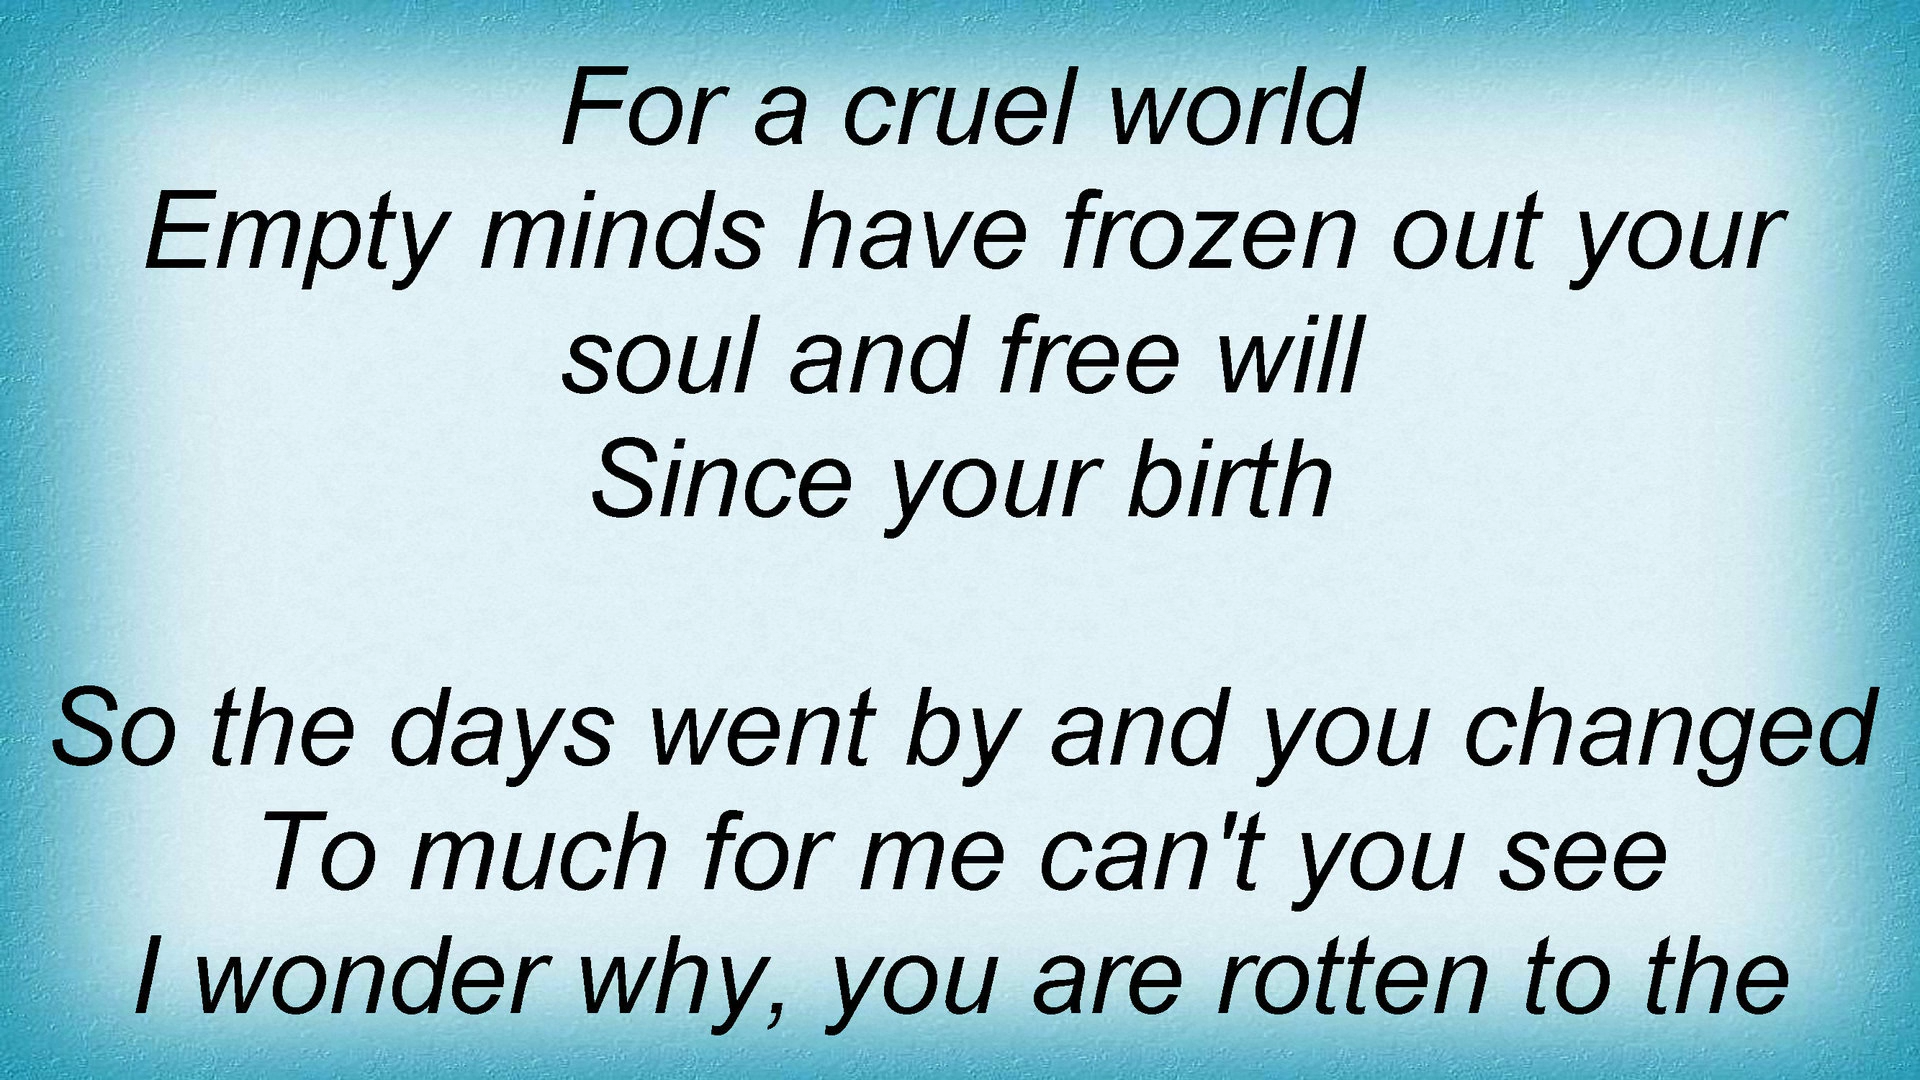 For a cruel world
Empty minds have frozen out your
soul and free will
Since your birth
So the days went by and you changed
To much for me can't you see
I wonder why, you are rotten to the